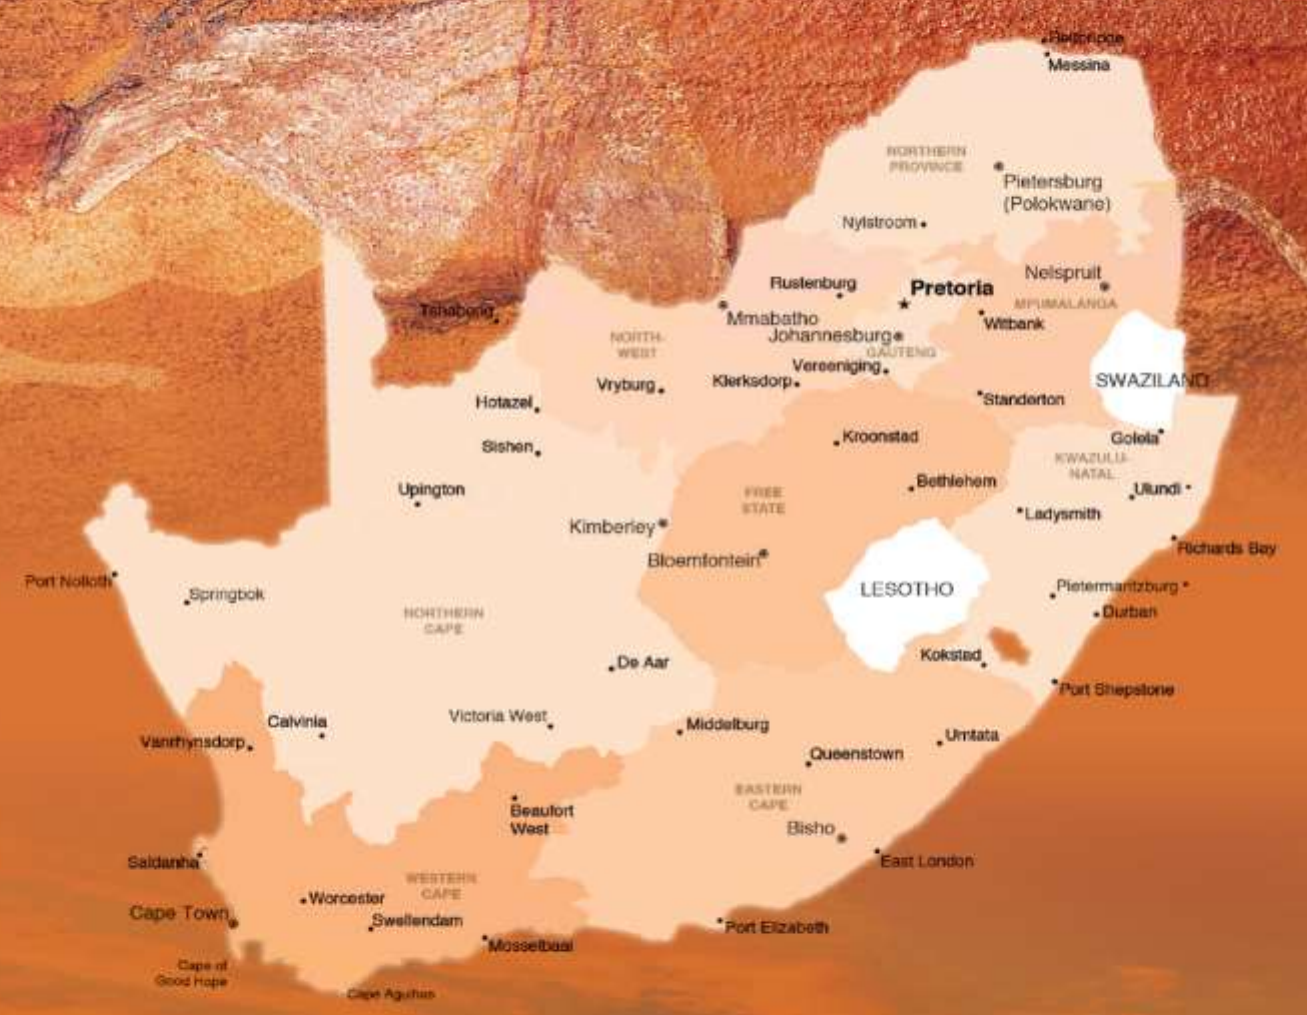 Beitbridge
Messina
NORTHERN
PROVINCE
Pietersburg
(Polokwane)
Nylstroom
Nelspruit
Rustenburg
Pretoria
MPUMALANGA
Tshabong
Mmabatho
Witbank
NORTH-
WEST
Johannesburg
GAUTENG
Vereeniging
Vryburg
Klerksdorp
SWAZILAND
Hotazel
Standerton
Kroonstad
Golela
Sishen
KWAZULU-
NATAL
Upington
Bethlehem
Ulundi
FREE
STATE
Ladysmith
Kimberley
Richards Bay
Bloemfontein
Port Nolloth
Springbok
LESOTHO
Pietermaritzburg
Durban
NORTHERN
CAPE
De Aar
Kokstad
Port Shepstone
Calvinia
Victoria West
Middelburg
Vanrhynsdorp
Umtata
Queenstown
EASTERN
CAPE
Beaufort
West
Bisho
Saldanha
East London
WESTERN
CAPE
Worcester
Cape Town
Swellendam
Port Elizabeth
Mosselbaai
Cape of
Good Hope
Cape Agulhas